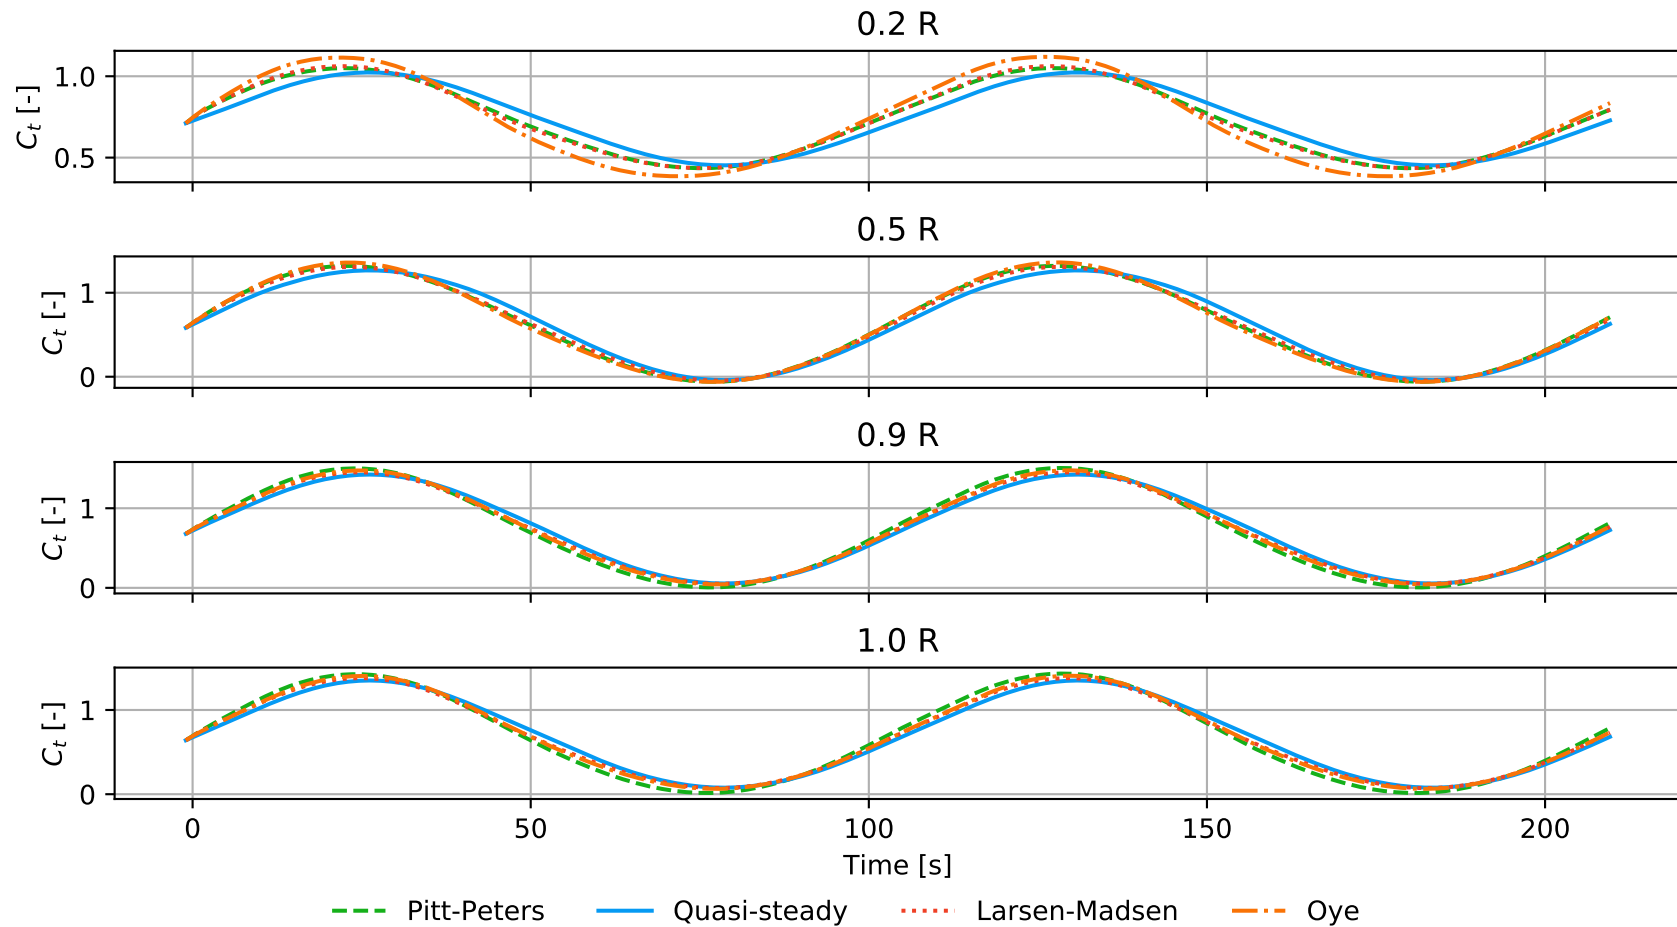 0.2 R
1.0
0.5
C_t [-]
0.5 R
1
0
C_t [-]
0.9 R
1
0
C_t [-]
1.0 R
1
0
C_t [-]
0 50 100 150 200
Time [s]
Pitt-Peters Quasi-steady Larsen-Madsen Oye